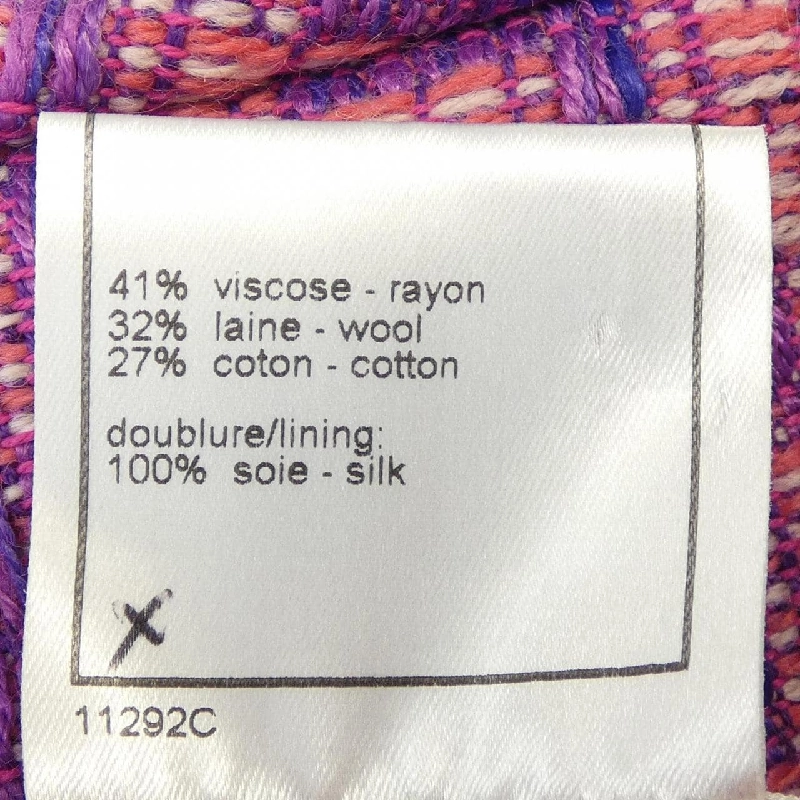 41% viscose - rayon
32% laine - wool
27% coton - cotton
doublure/lining:
100% soie - silk
X
11292C